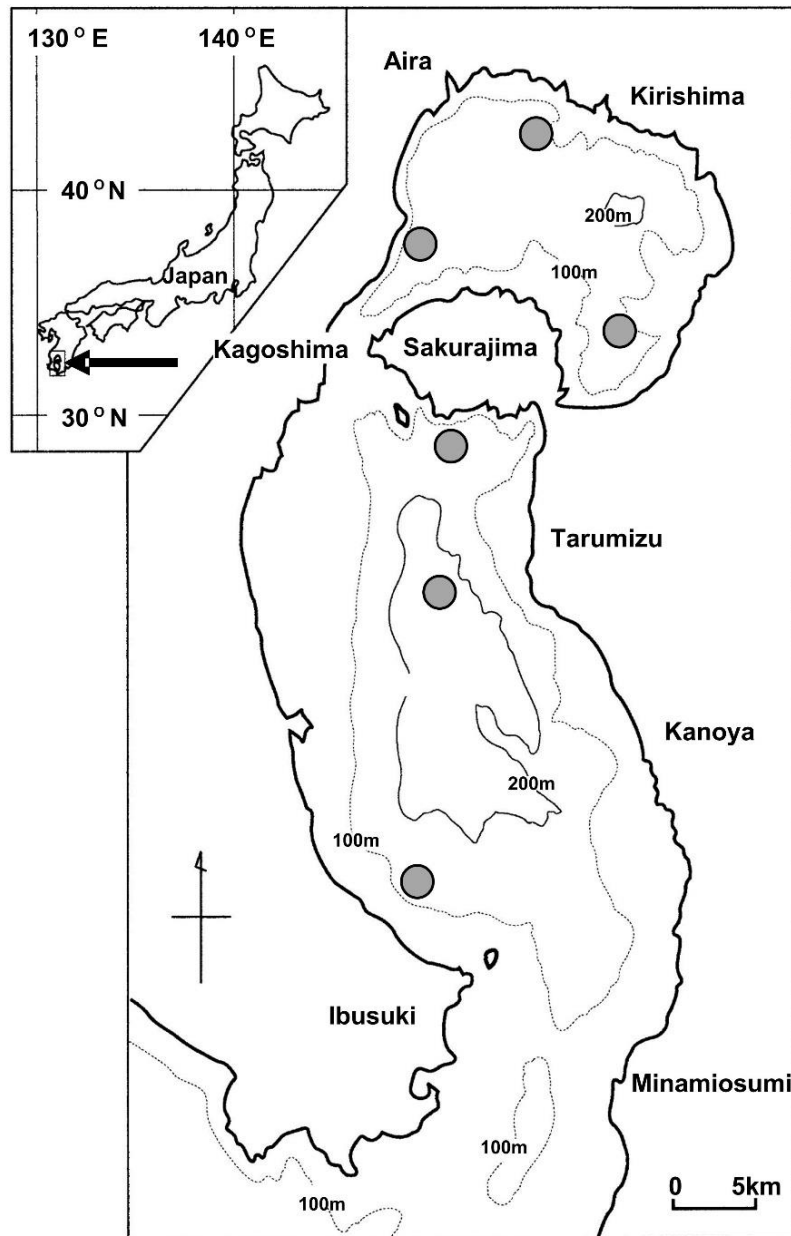 130°E
140°E
40°N
Japan
30°N
Aira
Kirishima
200m
100m
Kagoshima
Sakurajima
Tarumizu
Kanoya
200m
100m
Ibusuki
Minamiosumi
100m
100m
0 5km